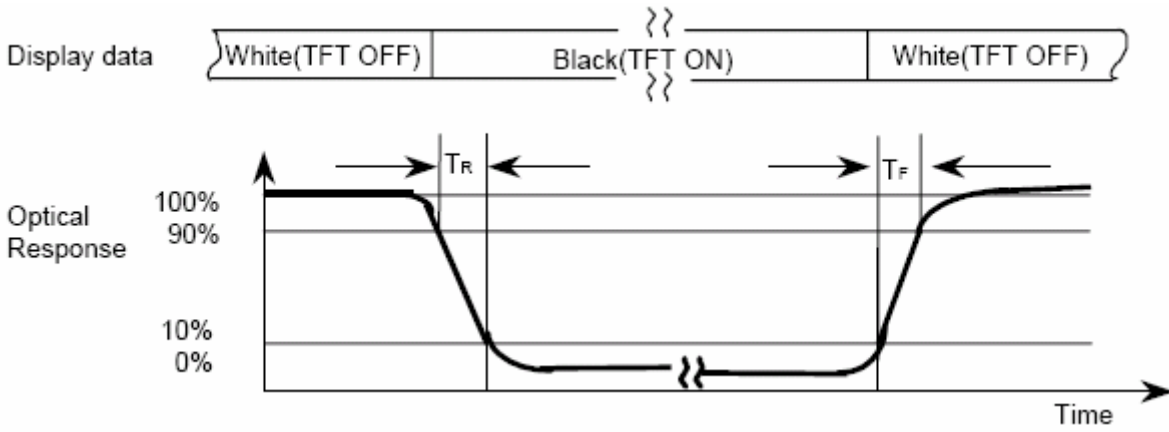 Display data
White(TFT OFF)
Black(TFT ON)
White(TFT OFF)
TR
TF
Optical
Response
100%
90%
10%
0%
Time